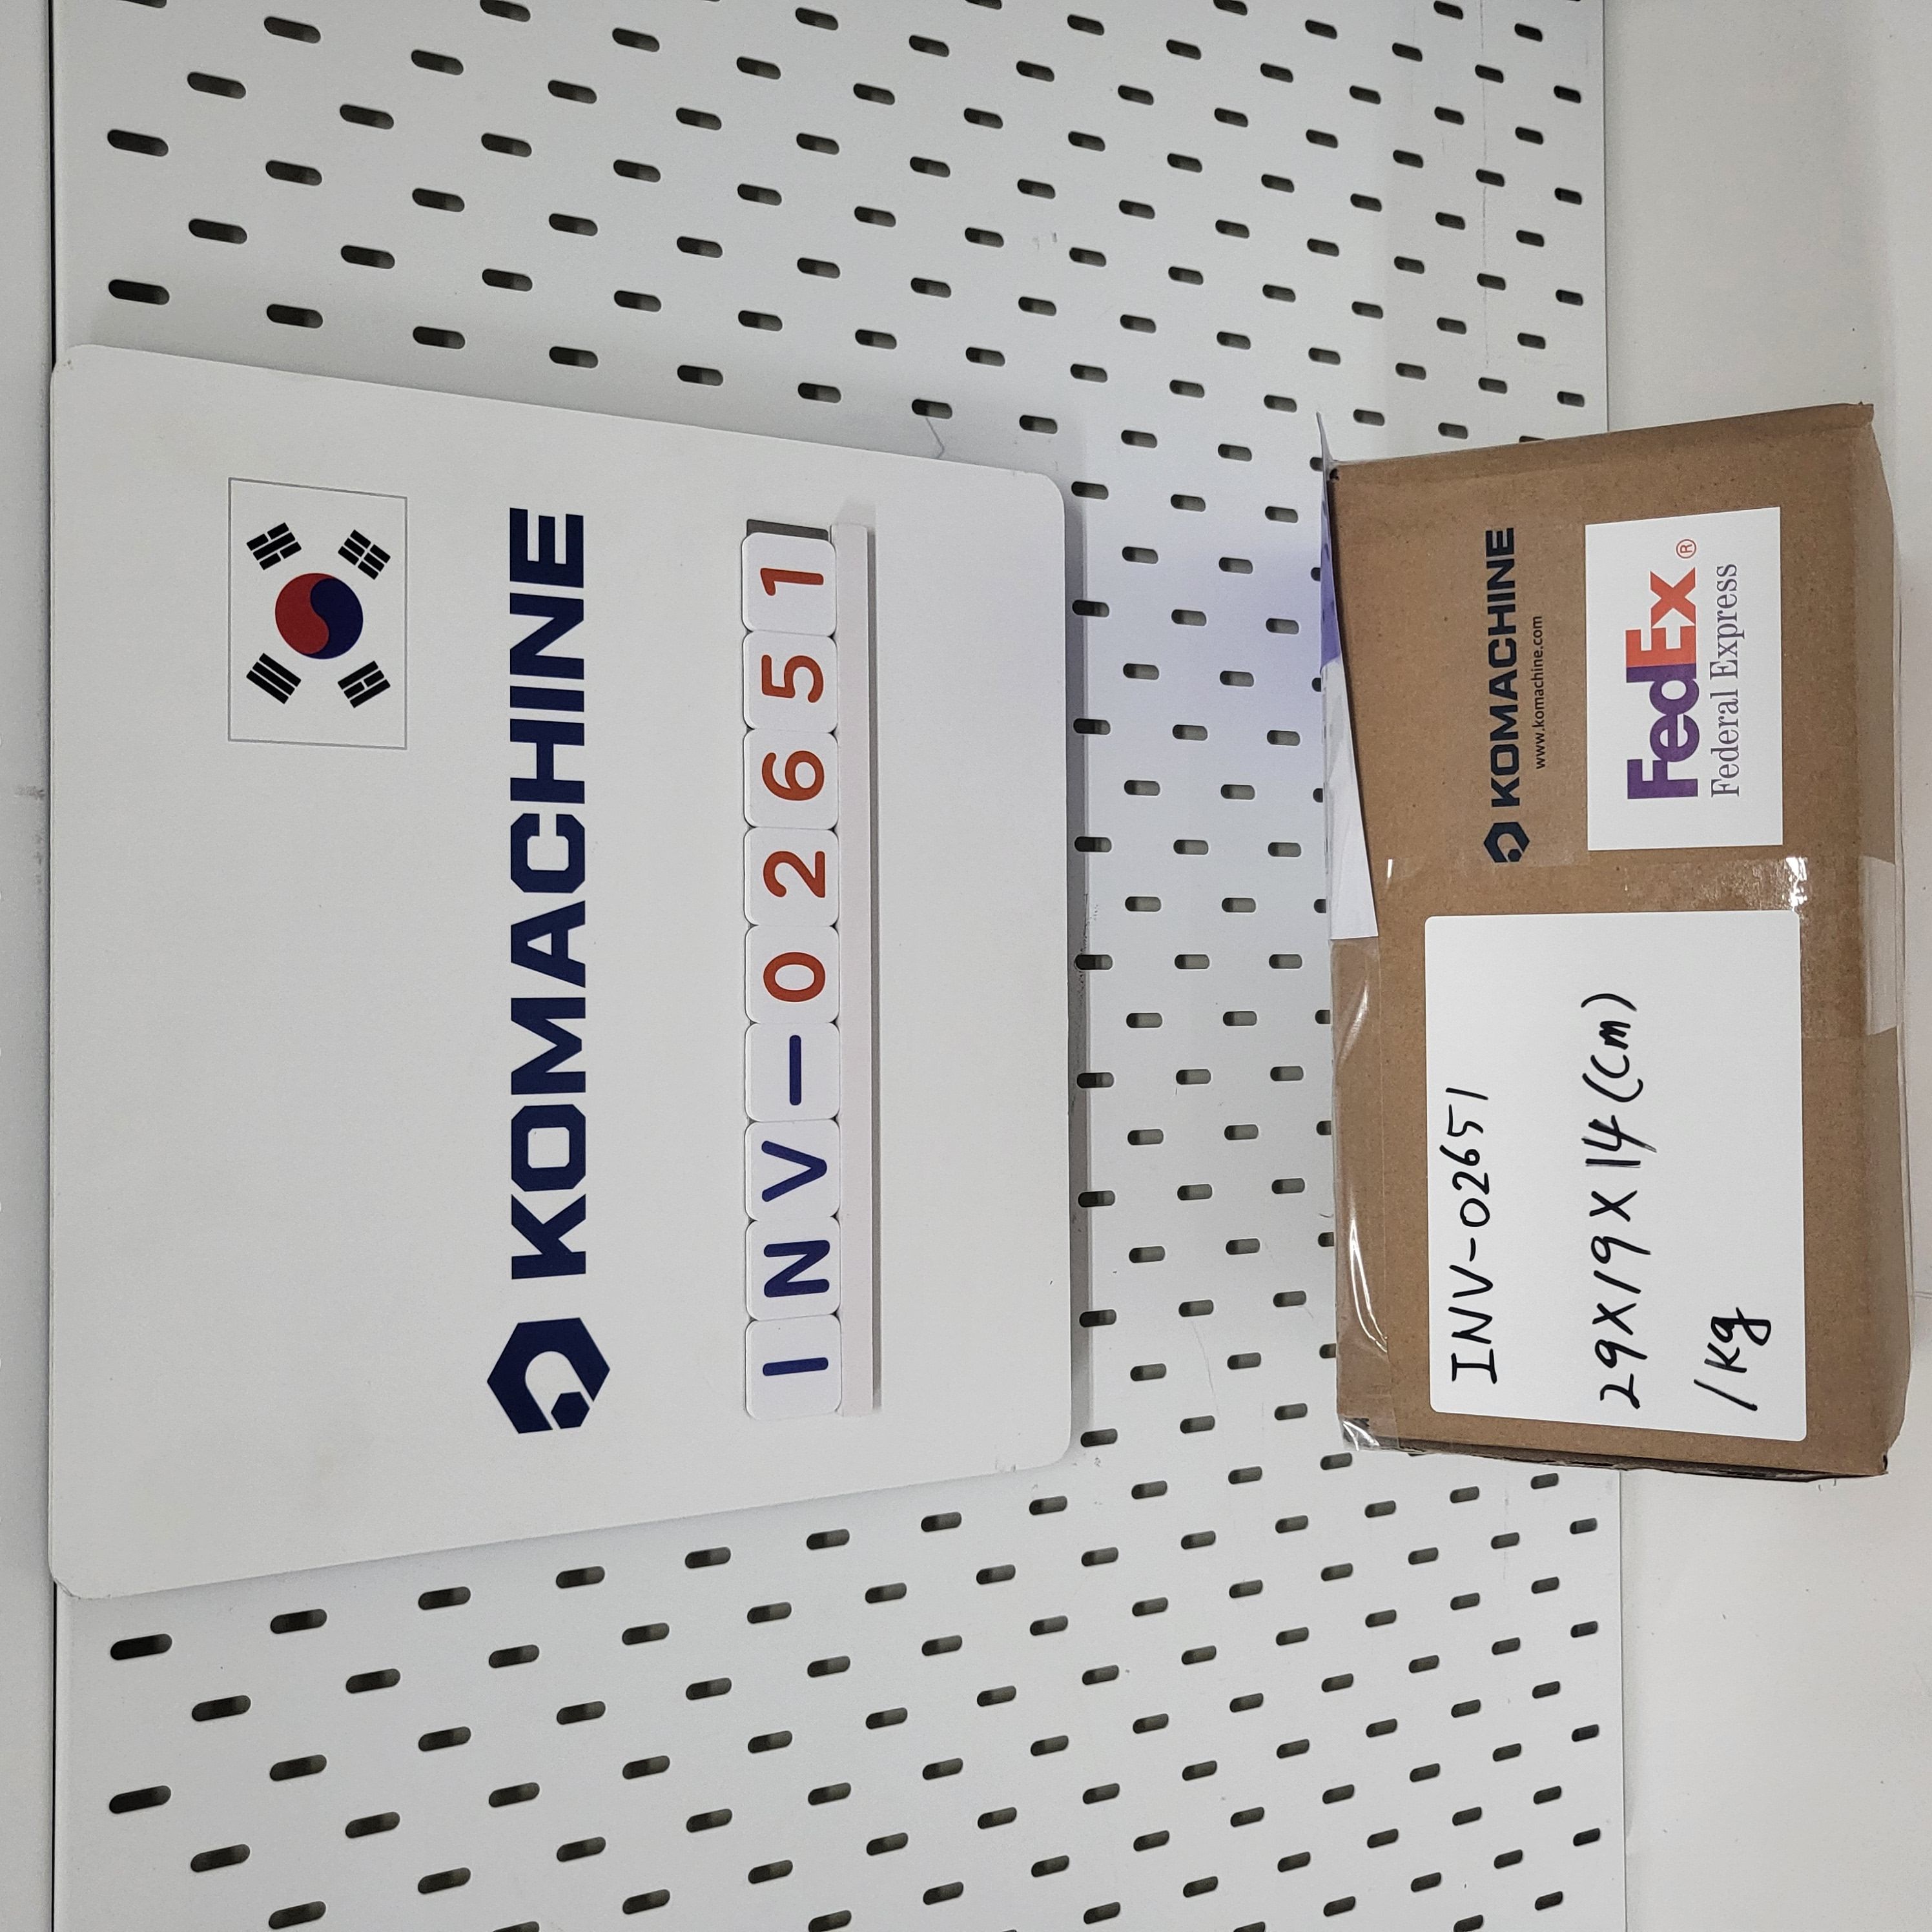 KOMACHINE
INV-02651
KOMACHINE
www.komachine.com
FedEx®
Federal Express
INV-02651
29X19X14(cm)
1kg